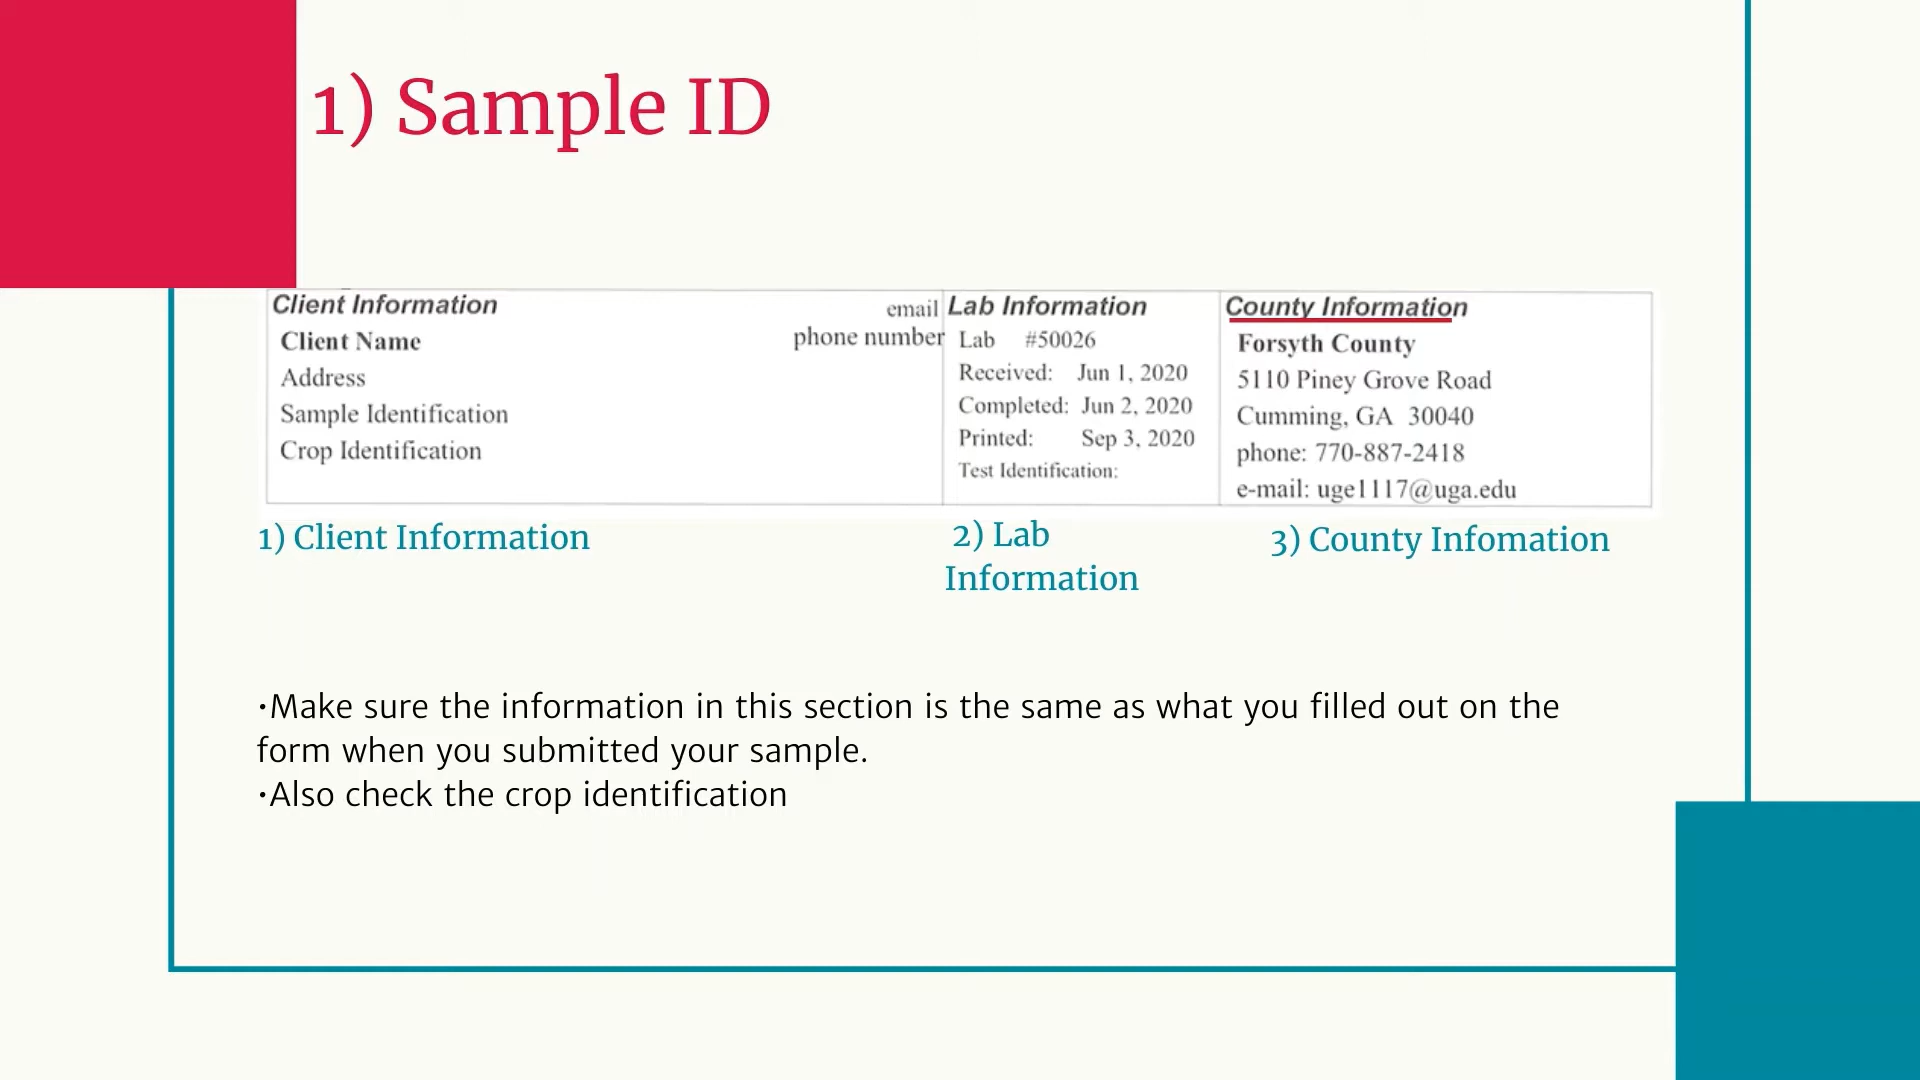 1) Sample ID
Client Information
email
Client Name
phone number
Address
Sample Identification
Crop Identification
Lab Information
Lab #50026
Received: Jun 1, 2020
Completed: Jun 2, 2020
Printed: Sep 3, 2020
Test Identification:
County Information
Forsyth County
5110 Piney Grove Road
Cumming, GA 30040
phone: 770-887-2418
e-mail: uge1117@uga.edu
1) Client Information
2) Lab
Information
3) County Infomation
·Make sure the information in this section is the same as what you filled out on the
form when you submitted your sample.
·Also check the crop identification